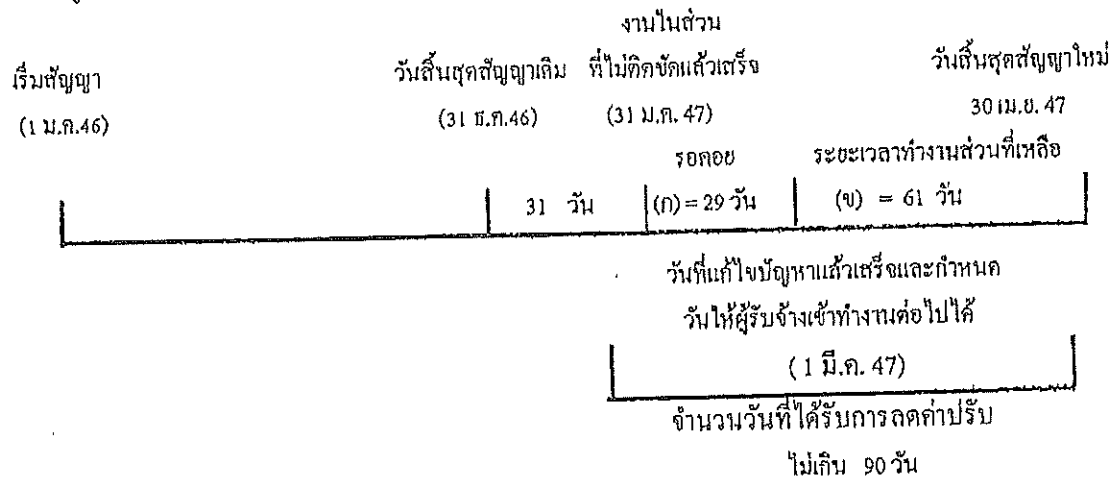 งานในส่วน
เริ่มสัญญา วันสิ้นสุดสัญญาเดิม ที่ไม่ติดขัดแล้วเสร็จ วันสิ้นสุดสัญญาใหม่
(1 ม.ค.46) (31 ธ.ค.46) (31 ม.ค. 47) 30 เม.ย. 47
รอคอย ระยะเวลาทำงานส่วนที่เหลือ
31 วัน (ก) = 29 วัน (ข) = 61 วัน
วันที่แก้ไขปัญหาแล้วเสร็จและกำหนด
วันให้ผู้รับจ้างเข้าทำงานต่อไปได้
( 1 มี.ค. 47)
จำนวนวันที่ได้รับการลดค่าปรับ
ไม่เกิน 90 วัน